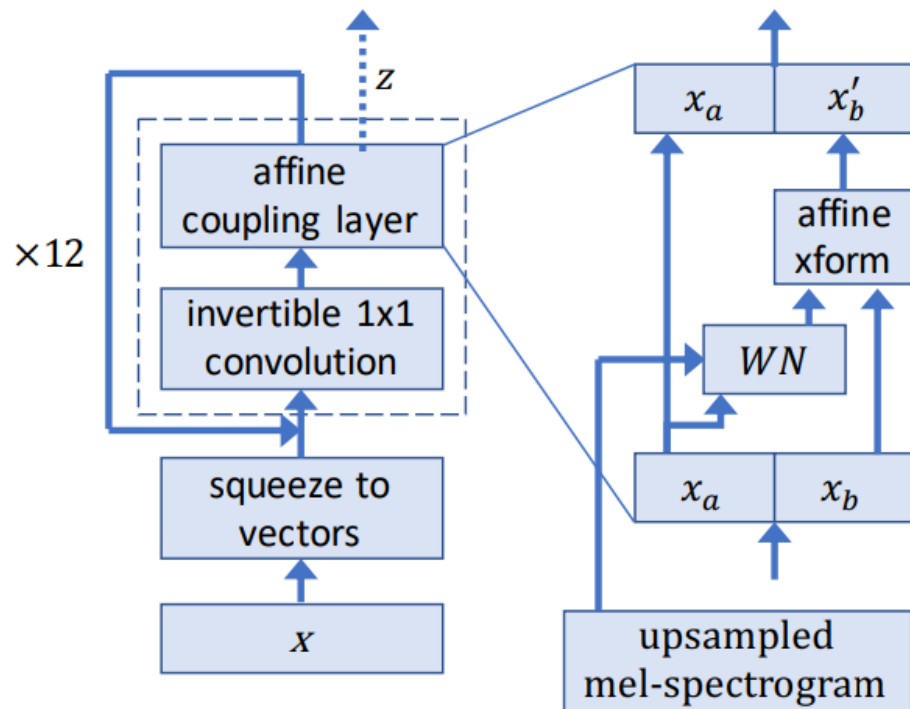 z
affine
coupling layer
×12
invertible 1x1
convolution
squeeze to
vectors
x
x_a
x_b'
affine
xform
WN
x_a
x_b
upsampled
mel-spectrogram